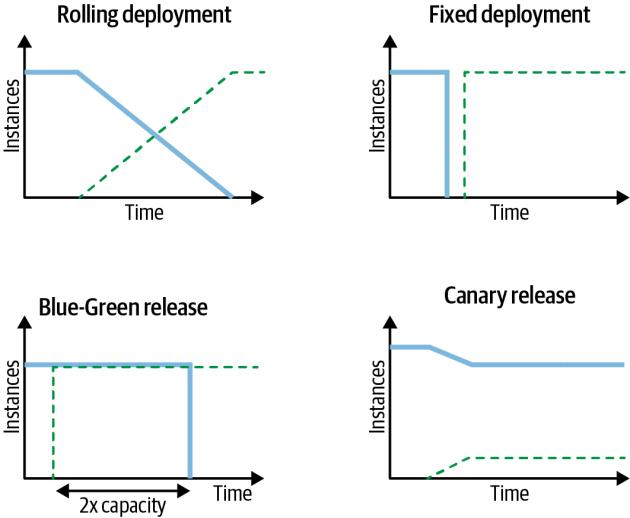 Rolling deployment
Instances
Time
Fixed deployment
Instances
Time
Blue-Green release
Instances
2x capacity
Time
Canary release
Instances
Time